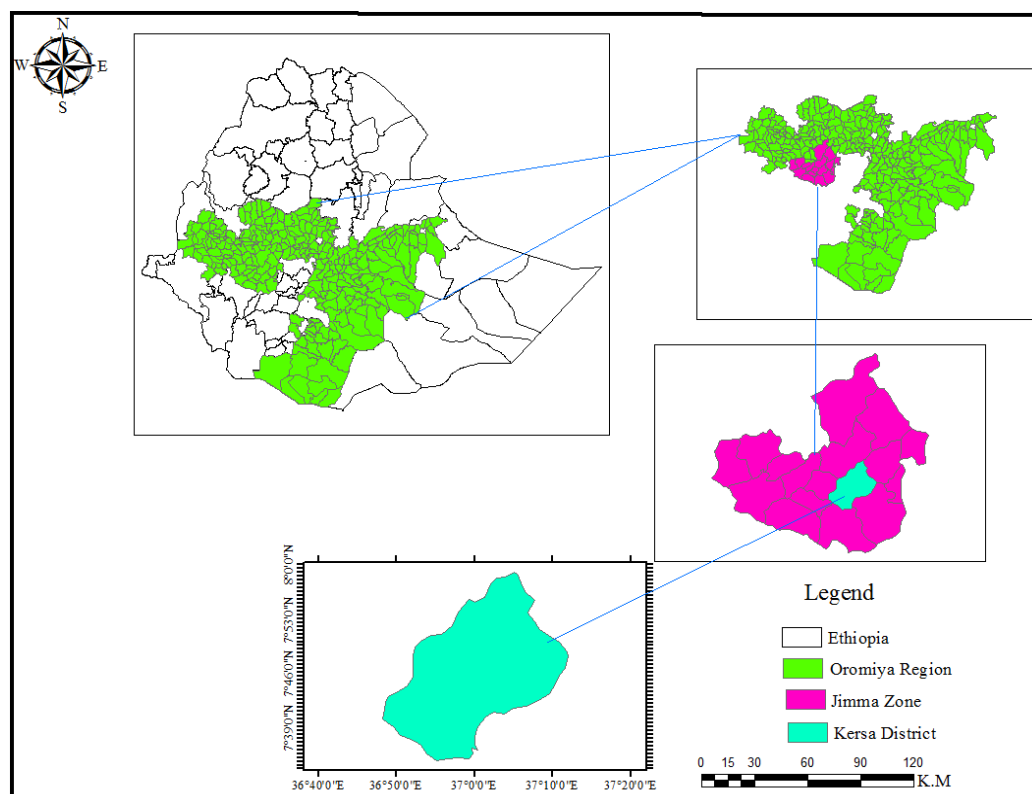 N
W E
S
8°0'0"N
7°53'0"N
7°46'0"N
7°39'0"N
36°40'0"E 36°50'0"E 37°0'0"E 37°10'0"E 37°20'0"E
Legend
Ethiopia
Oromiya Region
Jimma Zone
Kersa District
0 15 30 60 90 120
K.M